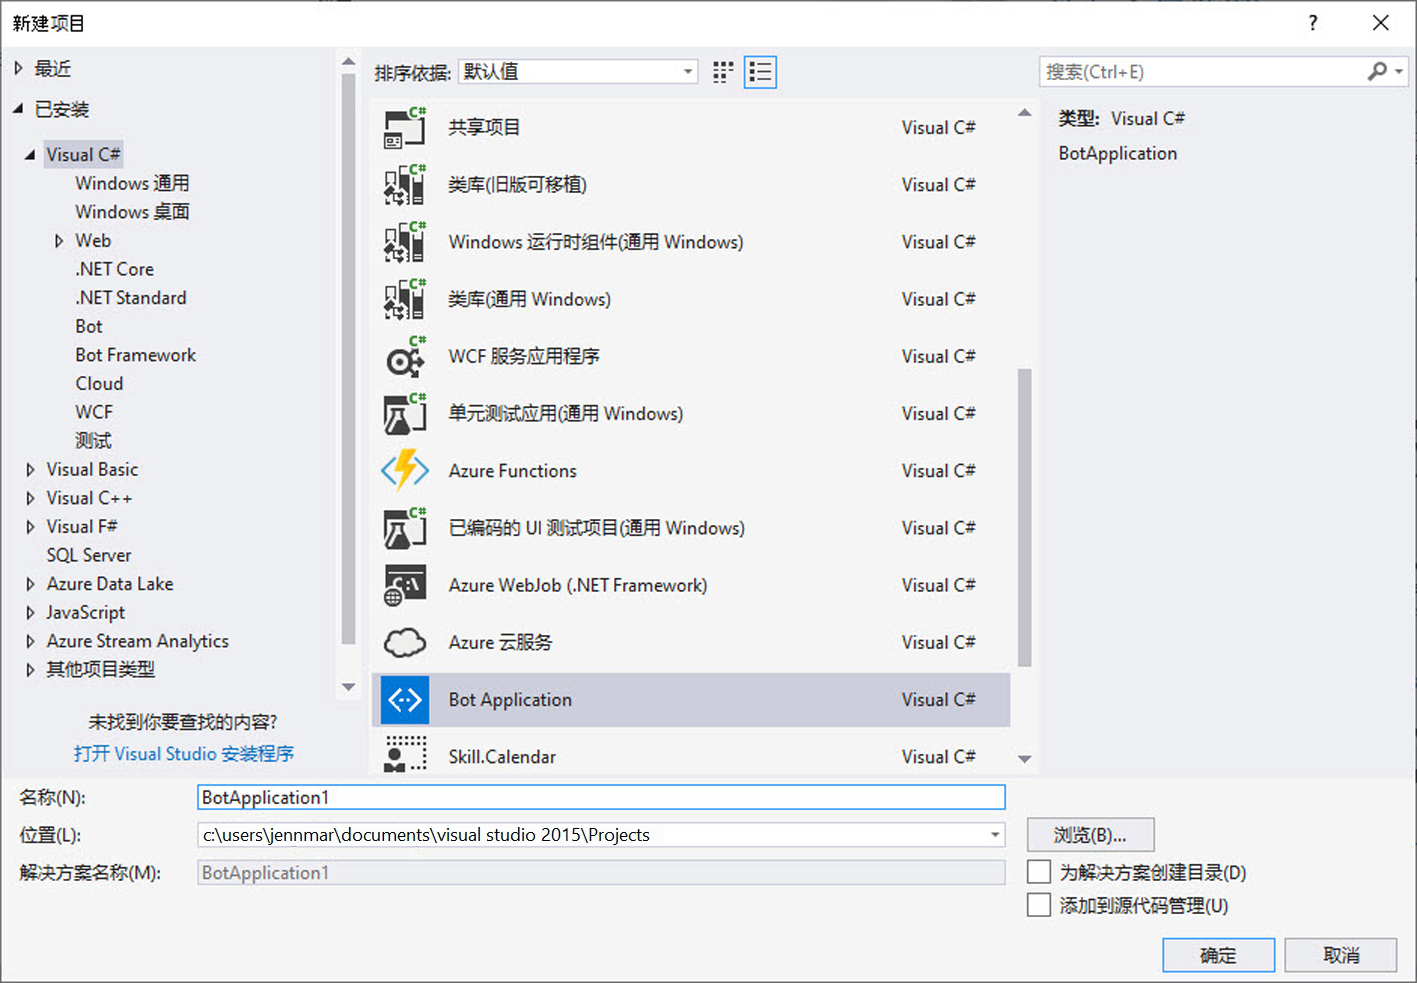 新建项目
?
最近
已安装
Visual C#
Windows 通用
Windows 桌面
Web
.NET Core
.NET Standard
Bot
Bot Framework
Cloud
WCF
测试
Visual Basic
Visual C++
Visual F#
SQL Server
Azure Data Lake
JavaScript
Azure Stream Analytics
其他项目类型
未找到你要查找的内容?
打开 Visual Studio 安装程序
排序依据: 默认值
共享项目 Visual C#
类库(旧版可移植) Visual C#
Windows 运行时组件(通用 Windows) Visual C#
类库(通用 Windows) Visual C#
WCF 服务应用程序 Visual C#
单元测试应用(通用 Windows) Visual C#
Azure Functions Visual C#
已编码的 UI 测试项目(通用 Windows) Visual C#
Azure WebJob (.NET Framework) Visual C#
Azure 云服务 Visual C#
Bot Application Visual C#
Skill.Calendar Visual C#
搜索(Ctrl+E)
类型: Visual C#
BotApplication
名称(N): BotApplication1
位置(L): c:\users\jennmar\documents\visual studio 2015\Projects
浏览(B)...
解决方案名称(M): BotApplication1
为解决方案创建目录(D)
添加到源代码管理(U)
确定 取消